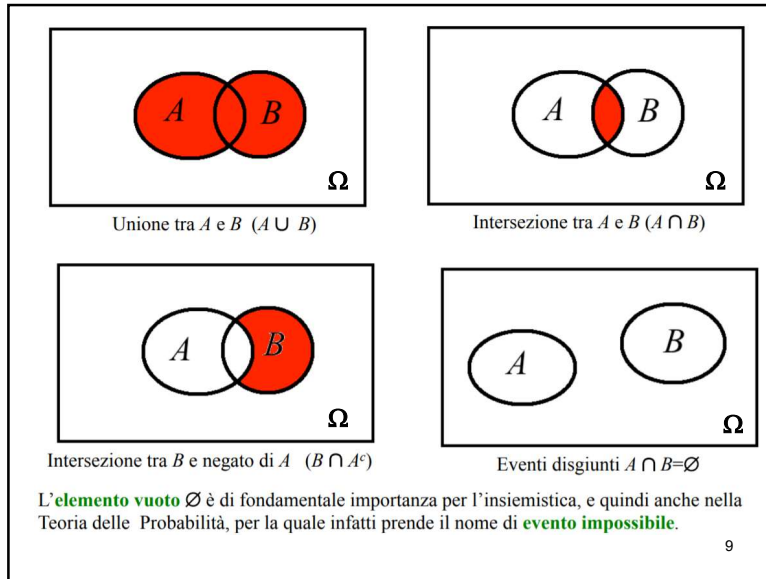 A B
Ω
Unione tra A e B (A ∪ B)
A B
Ω
Intersezione tra A e B (A ∩ B)
A B
Ω
Intersezione tra B e negato di A (B ∩ Aᶜ)
A B
Ω
Eventi disgiunti A ∩ B=∅
L’elemento vuoto ∅ è di fondamentale importanza per l’insiemistica, e quindi anche nella
Teoria delle Probabilità, per la quale infatti prende il nome di evento impossibile.
9